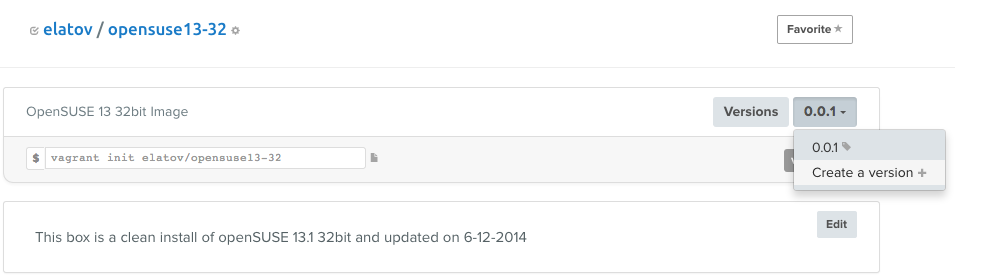 elatov / opensuse13-32
Favorite
OpenSUSE 13 32bit Image
Versions
0.0.1
0.0.1
Create a version +
$ vagrant init elatov/opensuse13-32
Edit
This box is a clean install of openSUSE 13.1 32bit and updated on 6-12-2014